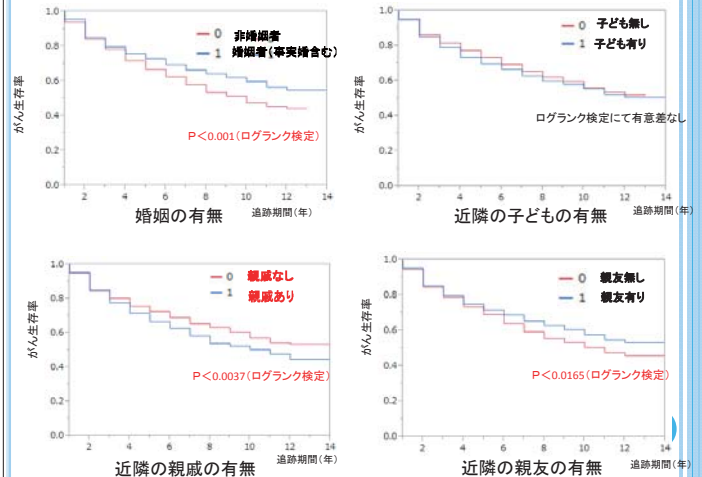 1.0
0.8
0.6
0.4
0.2
0.0
がん生存率
0 非婚姻者
1 婚姻者(事実婚含む)
P<0.001(ログランク検定)
2 4 6 8 10 12 14
婚姻の有無
追跡期間(年)
1.0
0.8
0.6
0.4
0.2
0.0
がん生存率
0 子ども無し
1 子ども有り
ログランク検定にて有意差なし
2 4 6 8 10 12 14
近隣の子どもの有無
追跡期間(年)
1.0
0.8
0.6
0.4
0.2
0.0
がん生存率
0 親戚なし
1 親戚あり
P<0.0037(ログランク検定)
2 4 6 8 10 12 14
近隣の親戚の有無
追跡期間(年)
1.0
0.8
0.6
0.4
0.2
0.0
がん生存率
0 親友無し
1 親友有り
P<0.0165(ログランク検定)
2 4 6 8 10 12 14
近隣の親友の有無
追跡期間(年)